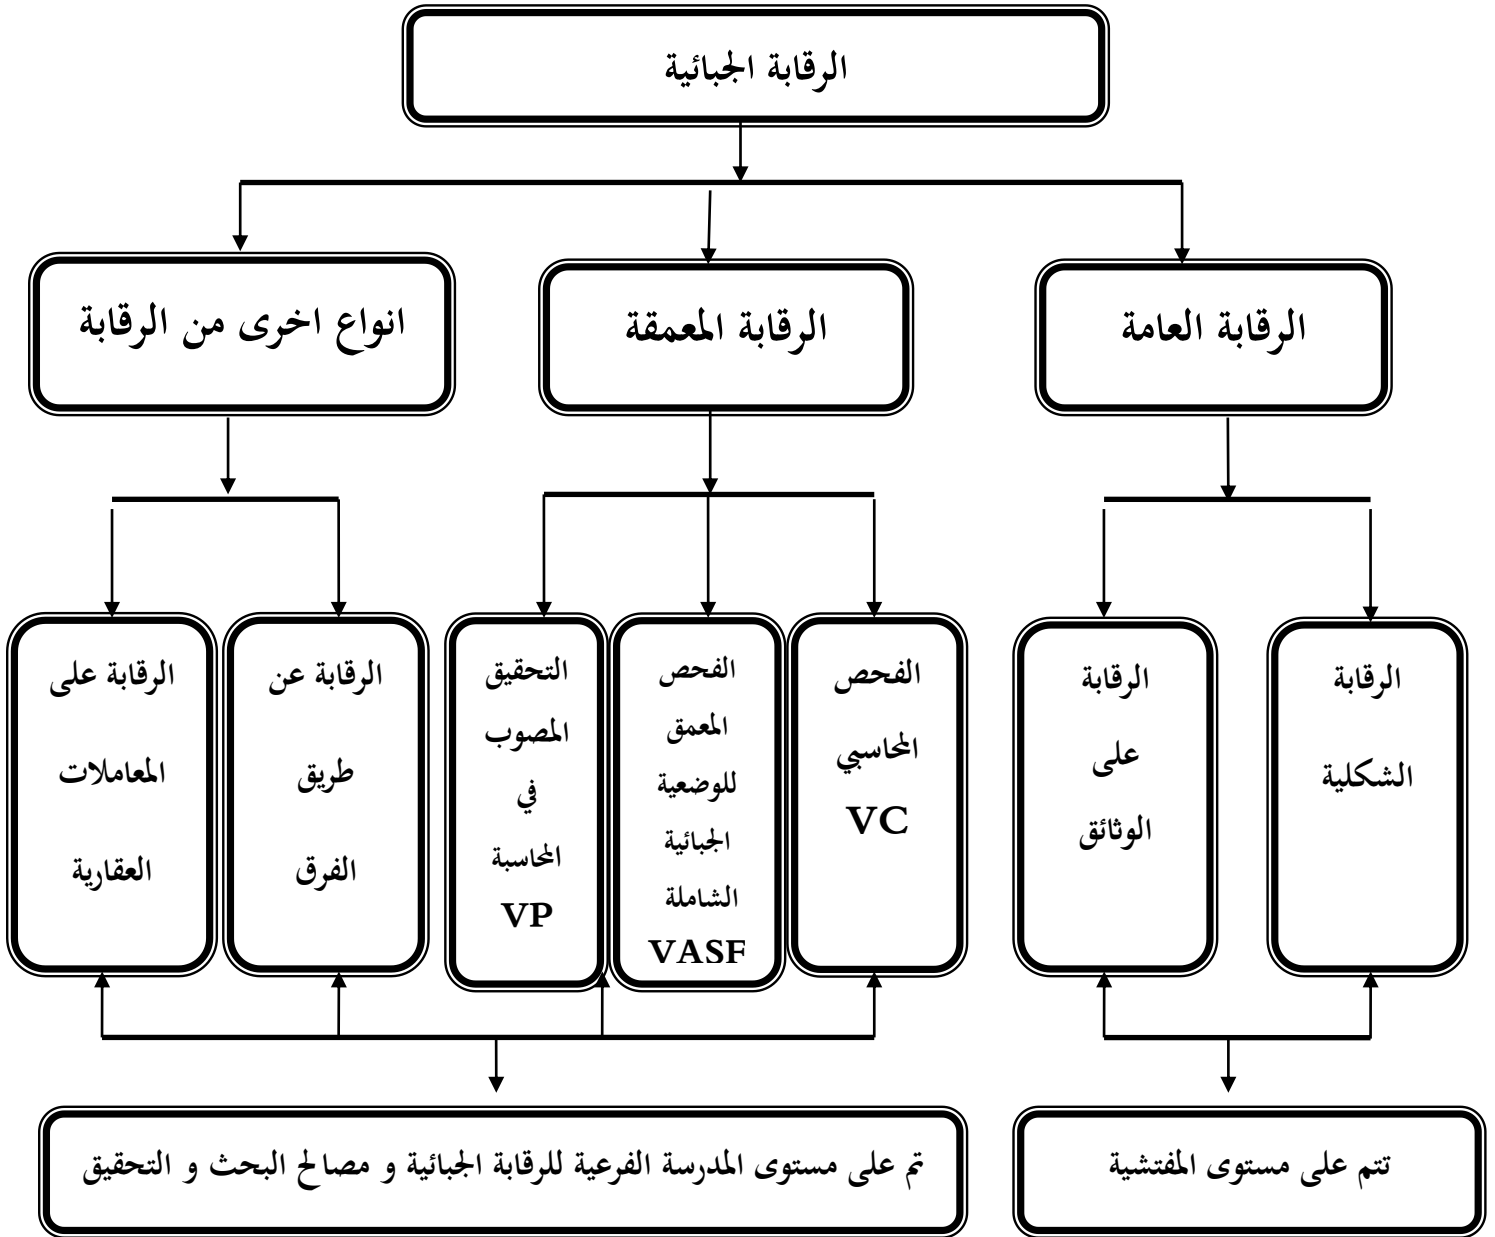 الرقابة الجبائية
الرقابة العامة
الرقابة المعمقة
انواع اخرى من الرقابة
الرقابة
الشكلية
الرقابة
على
الوثائق
الفحص
المحاسبي
VC
الفحص
المعمق
للوضعية
الجبائية
الشاملة
VASF
التحقيق
المصوب
في
المحاسبة
VP
الرقابة عن
طريق
الفرق
الرقابة على
المعاملات
العقارية
تتم على مستوى المفتشية
تم على مستوى المدرسة الفرعية للرقابة الجبائية و مصالح البحث و التحقيق